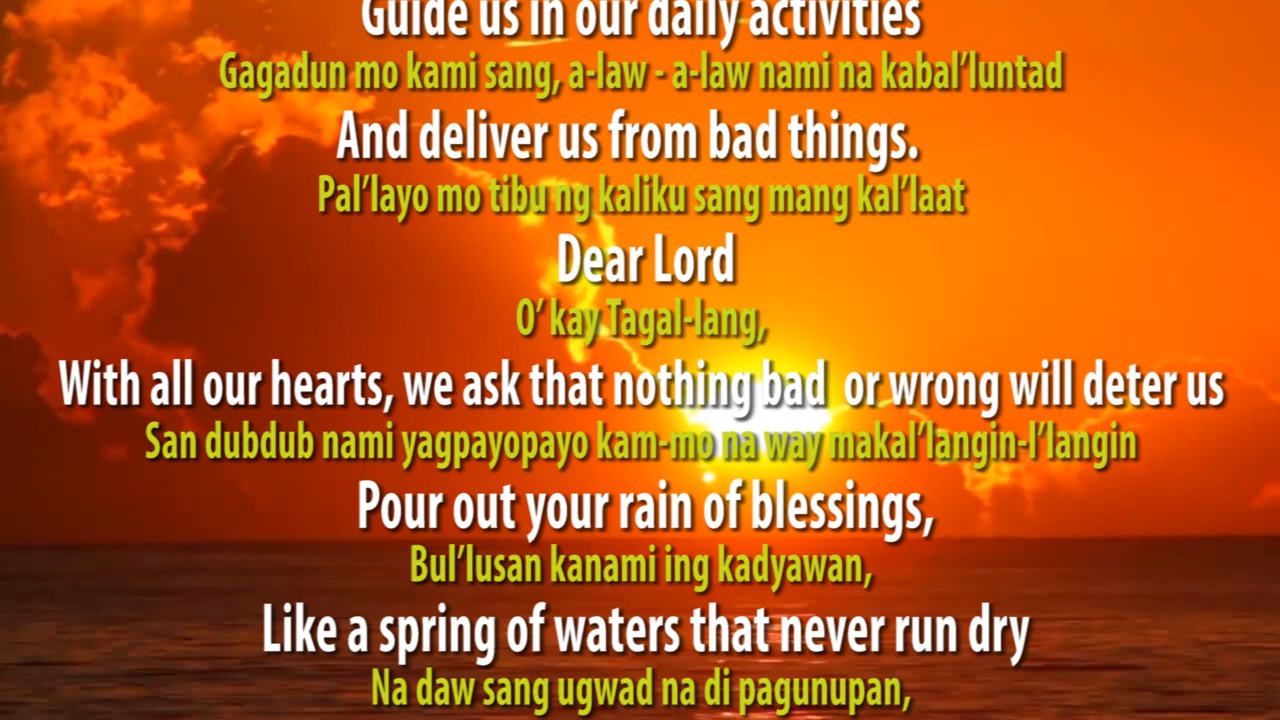 Guide us in our daily activities
Gagadun mo kami sang, a-law - a-law nami na kabal’luntad
And deliver us from bad things.
Pal’layo mo tibu ng kaliku sang mang kal’laat
Dear Lord
O’ kay Tagal-lang,
With all our hearts, we ask that nothing bad or wrong will deter us
San dubdub nami yagpayopayo kam-mo na way makal’langin-l’langin
Pour out your rain of blessings,
Bul’lusan kanami ing kadyawan,
Like a spring of waters that never run dry
Na daw sang ugwad na di pagunupan,